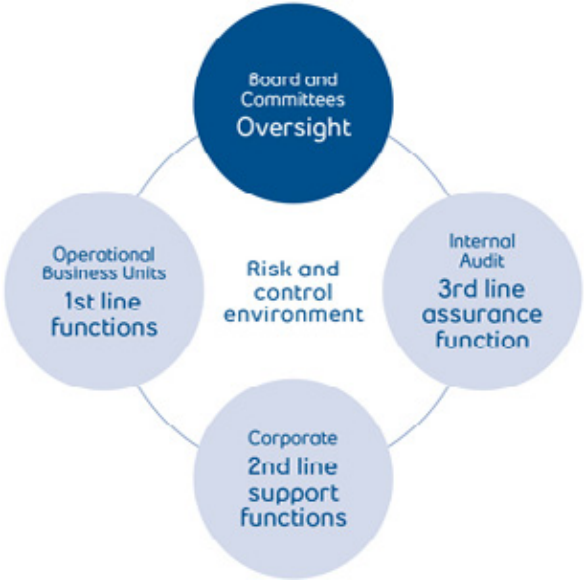 Board and
Committees
Oversight
Operational
Business Units
1st line
functions
Risk and
control
environment
Internal
Audit
3rd line
assurance
function
Corporate
2nd line
support
functions